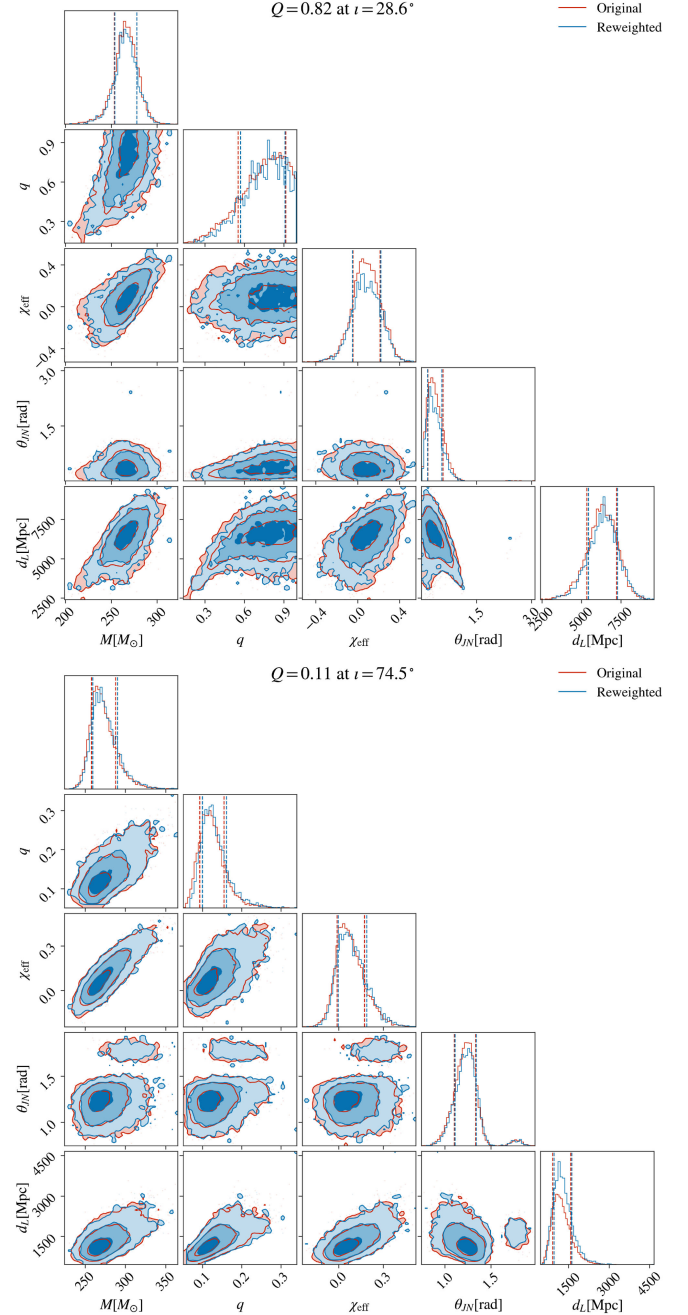 Q=0.82 at ι=28.6°
Original
Reweighted
0.9
q
0.6
0.3
0.4
χeff
0.0
−0.4
3.0
θJN[rad]
1.5
7500
dL[Mpc]
5000
2500
200 250 300 0.3 0.6 0.9 −0.4 0.0 0.4 1.5 2.0 2500 5000 7500
M[M⊙] q χeff θJN[rad] dL[Mpc]
Q=0.11 at ι=74.5°
Original
Reweighted
0.3
q
0.2
0.1
0.3
χeff
0.0
1.5
θJN[rad]
1.0
4500
dL[Mpc]
3000
1500
250 300 350 0.1 0.2 0.3 0.0 0.3 1.0 1.5 1500 3000 4500
M[M⊙] q χeff θJN[rad] dL[Mpc]